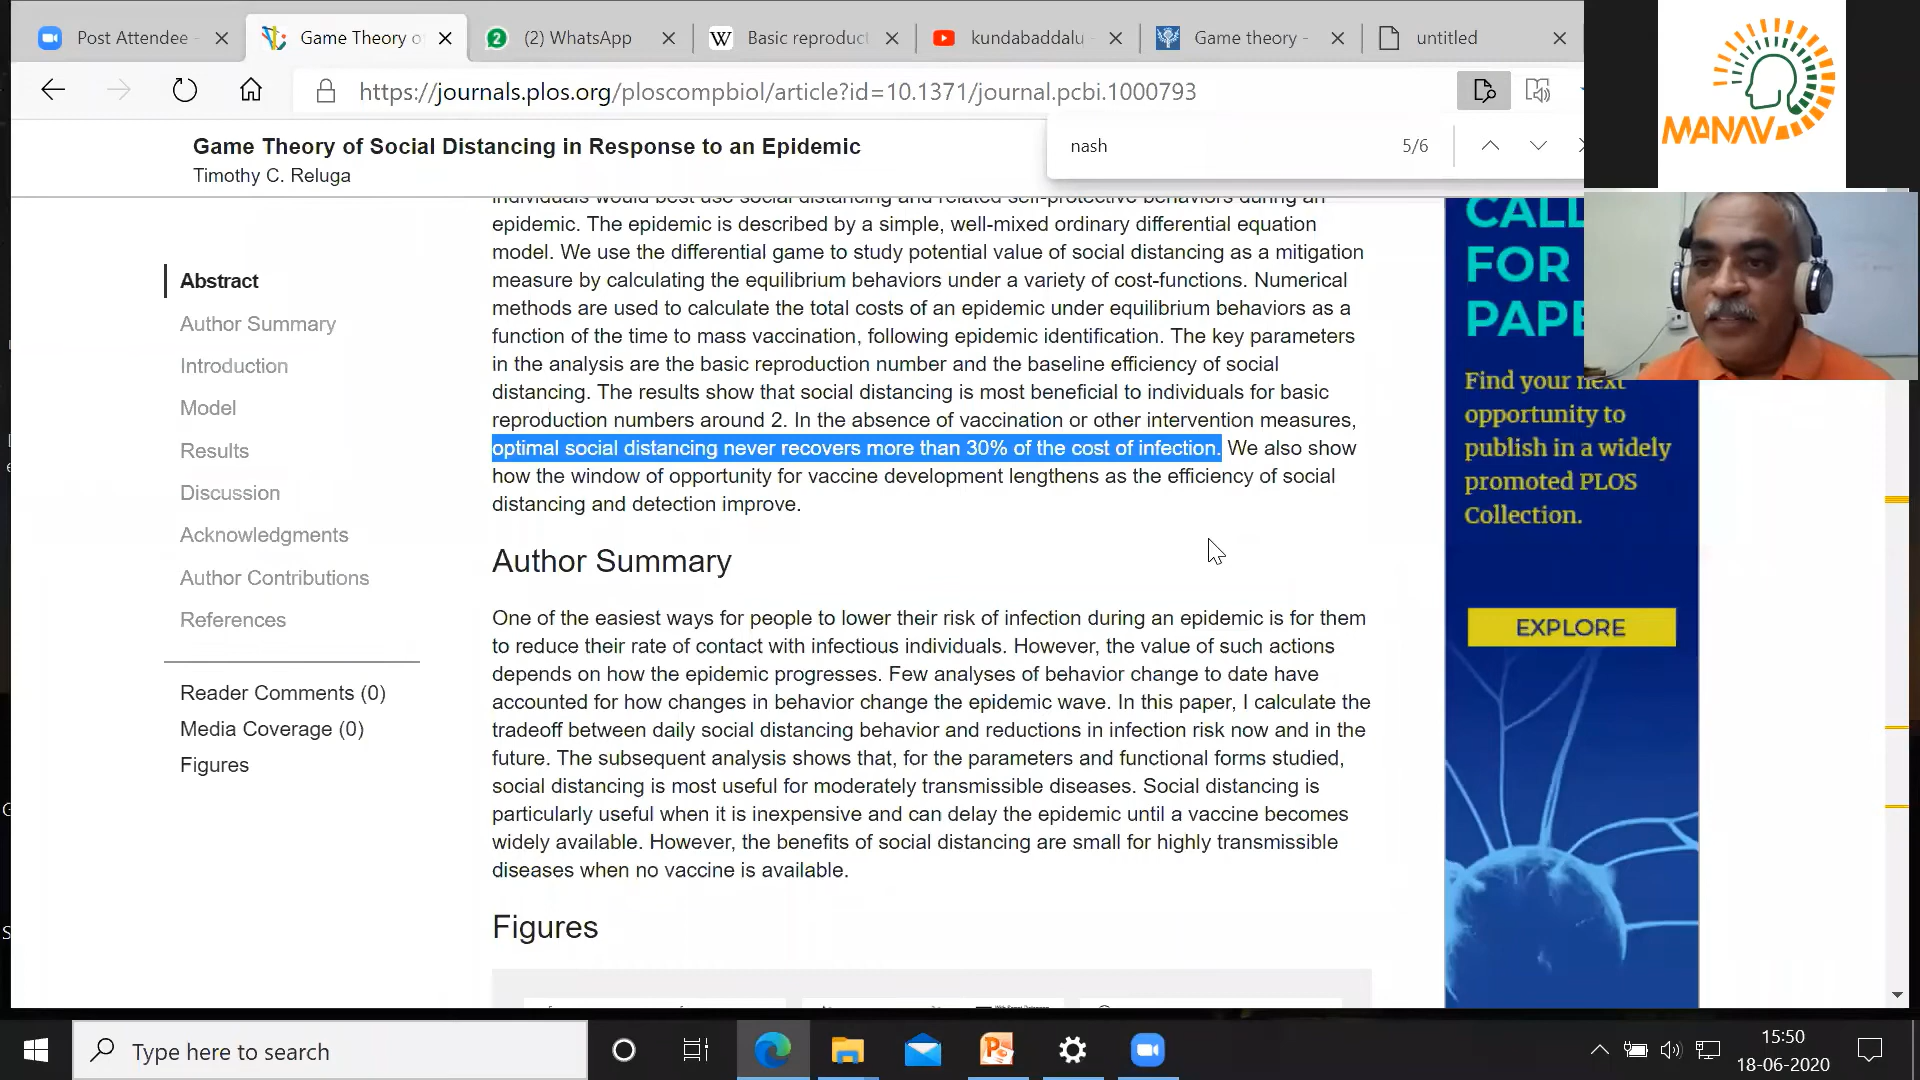 Post Attendee -
Game Theory o
(2) WhatsApp
Basic reproduct
kundabaddalu -
Game theory -
untitled
https://journals.plos.org/ploscompbiol/article?id=10.1371/journal.pcbi.1000793
MANAV
Game Theory of Social Distancing in Response to an Epidemic
Timothy C. Reluga
nash
5/6
individuals would best use social distancing and related self-protective behaviors during an
epidemic. The epidemic is described by a simple, well-mixed ordinary differential equation
model. We use the differential game to study potential value of social distancing as a mitigation
measure by calculating the equilibrium behaviors under a variety of cost-functions. Numerical
methods are used to calculate the total costs of an epidemic under equilibrium behaviors as a
function of the time to mass vaccination, following epidemic identification. The key parameters
in the analysis are the basic reproduction number and the baseline efficiency of social
distancing. The results show that social distancing is most beneficial to individuals for basic
reproduction numbers around 2. In the absence of vaccination or other intervention measures,
optimal social distancing never recovers more than 30% of the cost of infection. We also show
how the window of opportunity for vaccine development lengthens as the efficiency of social
distancing and detection improve.
Abstract
Author Summary
Introduction
Model
Results
Discussion
Acknowledgments
Author Contributions
References
Reader Comments (0)
Media Coverage (0)
Figures
Author Summary
One of the easiest ways for people to lower their risk of infection during an epidemic is for them
to reduce their rate of contact with infectious individuals. However, the value of such actions
depends on how the epidemic progresses. Few analyses of behavior change to date have
accounted for how changes in behavior change the epidemic wave. In this paper, I calculate the
tradeoff between daily social distancing behavior and reductions in infection risk now and in the
future. The subsequent analysis shows that, for the parameters and functional forms studied,
social distancing is most useful for moderately transmissible diseases. Social distancing is
particularly useful when it is inexpensive and can delay the epidemic until a vaccine becomes
widely available. However, the benefits of social distancing are small for highly transmissible
diseases when no vaccine is available.
Figures
CALL
FOR
PAPE
Find your next
opportunity to
publish in a widely
promoted PLOS
Collection.
EXPLORE
Type here to search
15:50
18-06-2020